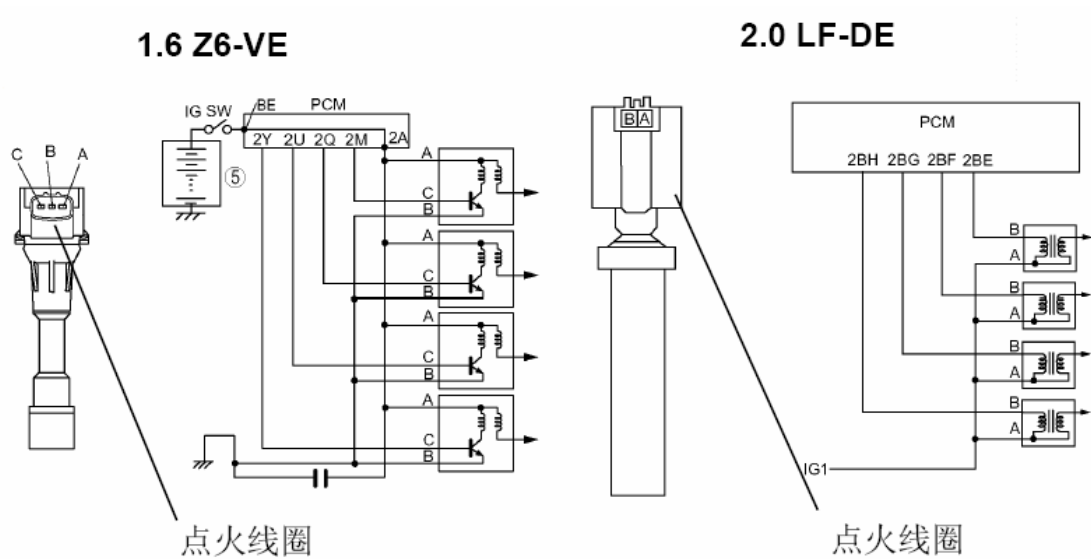 1.6 Z6-VE
2.0 LF-DE
IG SW
BE
PCM
2Y 2U 2Q 2M 2A
⑤
C B A
A
C
B
A
C
B
A
C
B
A
C
B
点火线圈
B A
PCM
2BH 2BG 2BF 2BE
B
A
B
A
B
A
B
A
IG1
点火线圈